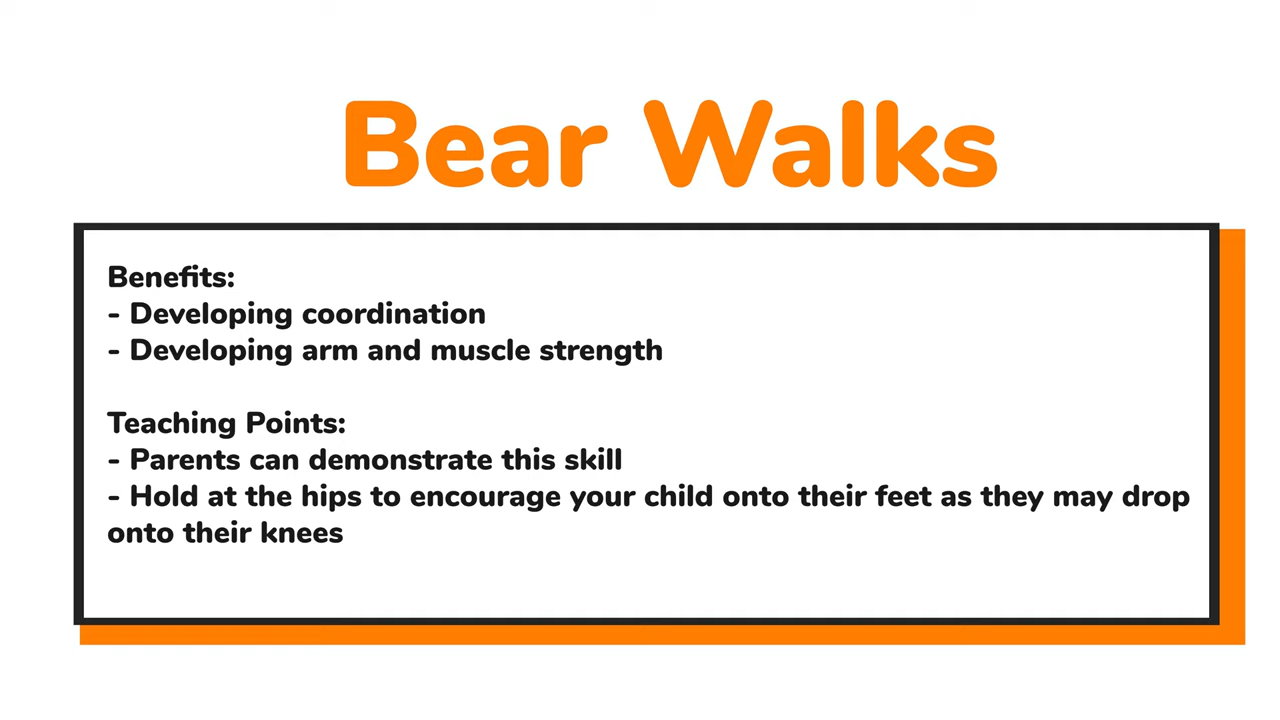 Bear Walks
Benefits:
- Developing coordination
- Developing arm and muscle strength
Teaching Points:
- Parents can demonstrate this skill
- Hold at the hips to encourage your child onto their feet as they may drop
onto their knees